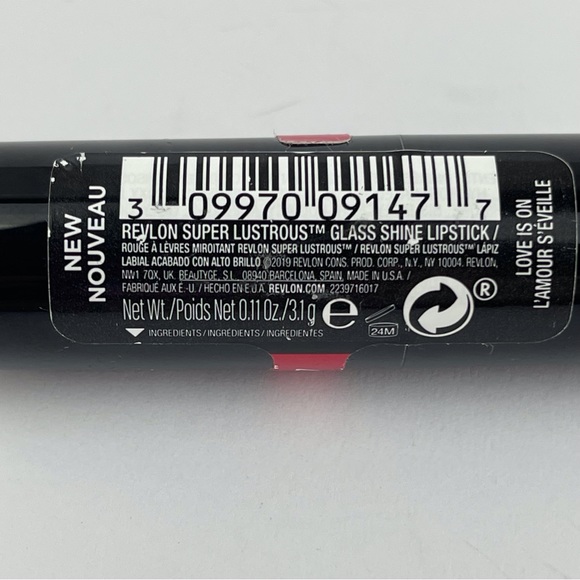 NEW
NOUVEAU
3 09970 09147 7
REVLON SUPER LUSTROUS™ GLASS SHINE LIPSTICK /
ROUGE À LÈVRES MIROITANT REVLON SUPER LUSTROUS™ / REVLON SUPER LUSTROUS™ LÁPIZ
LABIAL ACABADO CON ALTO BRILLO ©2019 REVLON CONS. PROD. CORP., N.Y., NY 10004. REVLON,
NW1 7QX, UK. BEAUTYGE, S.L. 08940 BARCELONA, SPAIN. MADE IN U.S.A. /
FABRIQUÉ AUX É.-U. / HECHO EN E.U.A. REVLON.COM 2239716017
Net Wt./Poids Net 0.11 Oz./3.1 g ℮ 24M ®
INGREDIENTS/INGRÉDIENTS/INGREDIENTES
LOVE IS ON
L'AMOUR S'ÉVEILLE